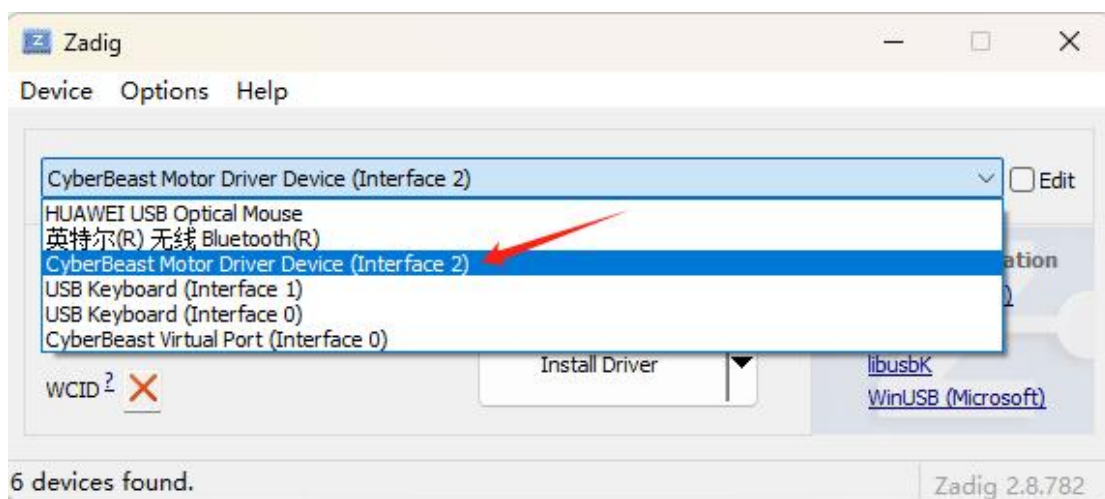 Zadig
Device Options Help
CyberBeast Motor Driver Device (Interface 2)
Edit
HUAWEI USB Optical Mouse
英特尔(R) 无线 Bluetooth(R)
CyberBeast Motor Driver Device (Interface 2)
USB Keyboard (Interface 1)
USB Keyboard (Interface 0)
CyberBeast Virtual Port (Interface 0)
WCID ?
Install Driver
libusbK
WinUSB (Microsoft)
6 devices found.
Zadig 2.8.782